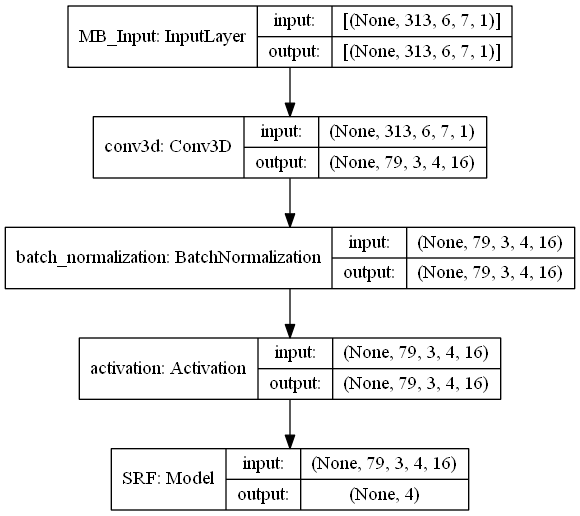 MB_Input: InputLayer
input: [(None, 313, 6, 7, 1)]
output: [(None, 313, 6, 7, 1)]
conv3d: Conv3D
input: (None, 313, 6, 7, 1)
output: (None, 79, 3, 4, 16)
batch_normalization: BatchNormalization
input: (None, 79, 3, 4, 16)
output: (None, 79, 3, 4, 16)
activation: Activation
input: (None, 79, 3, 4, 16)
output: (None, 79, 3, 4, 16)
SRF: Model
input: (None, 79, 3, 4, 16)
output: (None, 4)